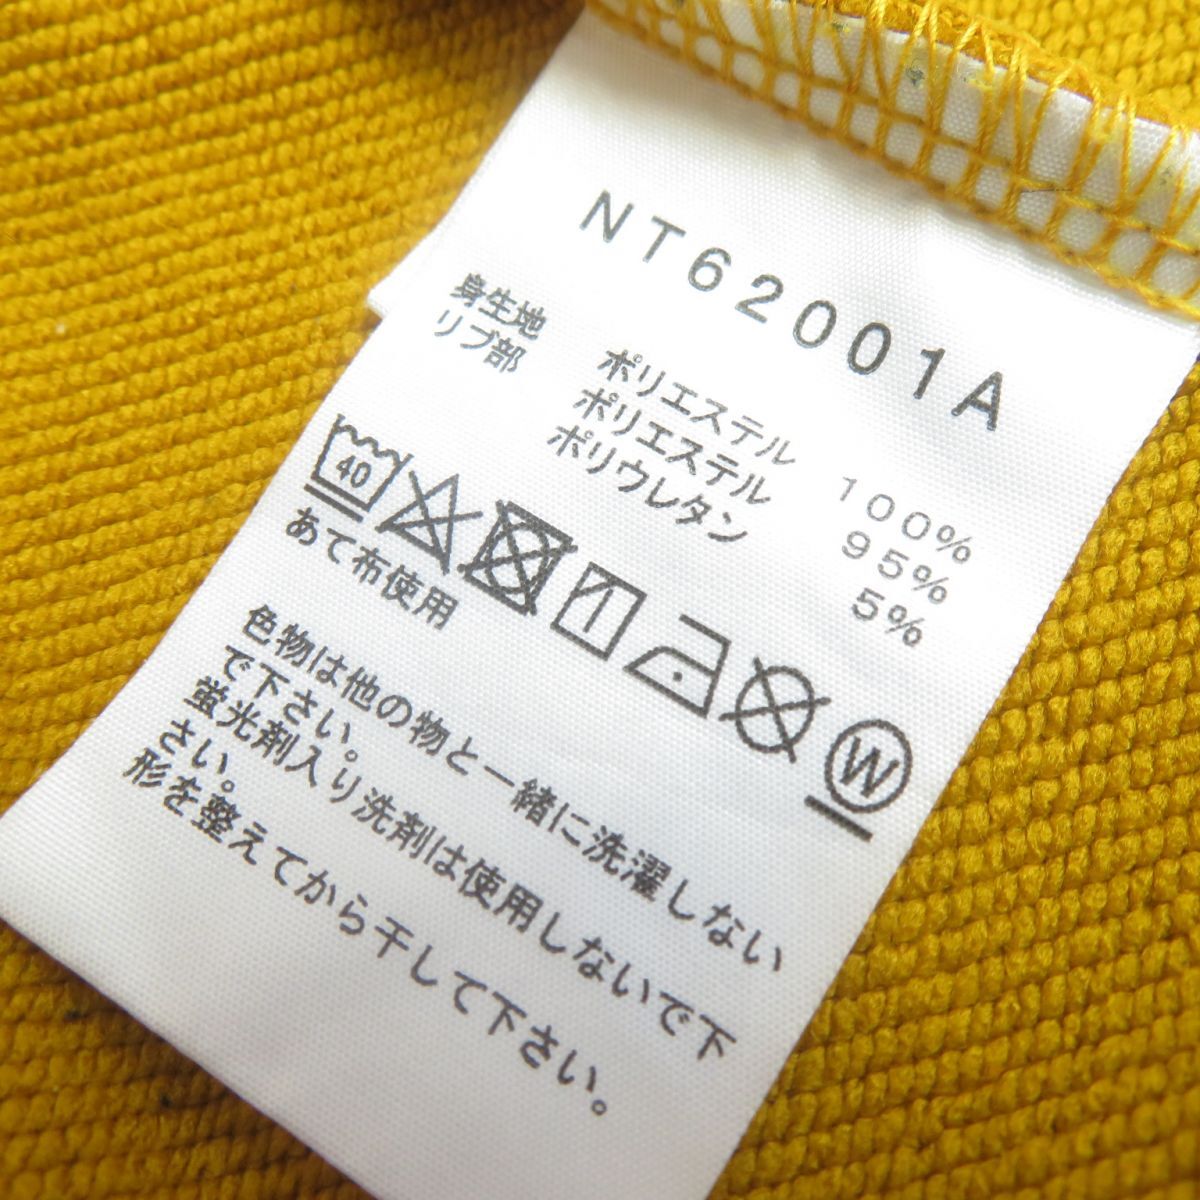 NT62001A
身生地 ポリエステル 100%
リブ部 ポリエステル 95%
ポリウレタン 5%
40
W
あて布使用
色物は他の物と一緒に洗濯しない
で下さい。
蛍光剤入り洗剤は使用しないで下
さい。
形を整えてから干して下さい。